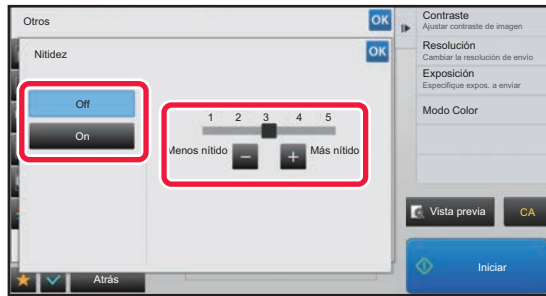 Otros
OK
Nitidez
OK
Off
On
1 2 3 4 5
Menos nítido
Más nítido
Atrás
Contraste
Ajustar contraste de imagen
Resolución
Cambiar la resolución de envío
Exposición
Especifique expos. a enviar
Modo Color
Vista previa
CA
Iniciar